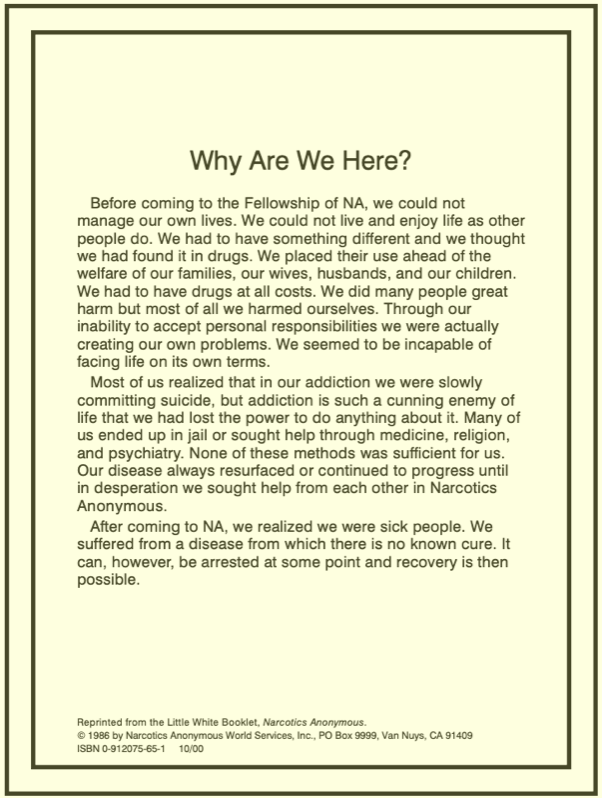 Why Are We Here?
Before coming to the Fellowship of NA, we could not
manage our own lives. We could not live and enjoy life as other
people do. We had to have something different and we thought
we had found it in drugs. We placed their use ahead of the
welfare of our families, our wives, husbands, and our children.
We had to have drugs at all costs. We did many people great
harm but most of all we harmed ourselves. Through our
inability to accept personal responsibilities we were actually
creating our own problems. We seemed to be incapable of
facing life on its own terms.
Most of us realized that in our addiction we were slowly
committing suicide, but addiction is such a cunning enemy of
life that we had lost the power to do anything about it. Many of
us ended up in jail or sought help through medicine, religion,
and psychiatry. None of these methods was sufficient for us.
Our disease always resurfaced or continued to progress until
in desperation we sought help from each other in Narcotics
Anonymous.
After coming to NA, we realized we were sick people. We
suffered from a disease from which there is no known cure. It
can, however, be arrested at some point and recovery is then
possible.
Reprinted from the Little White Booklet, Narcotics Anonymous.
© 1986 by Narcotics Anonymous World Services, Inc., PO Box 9999, Van Nuys, CA 91409
ISBN 0-912075-65-1 10/00